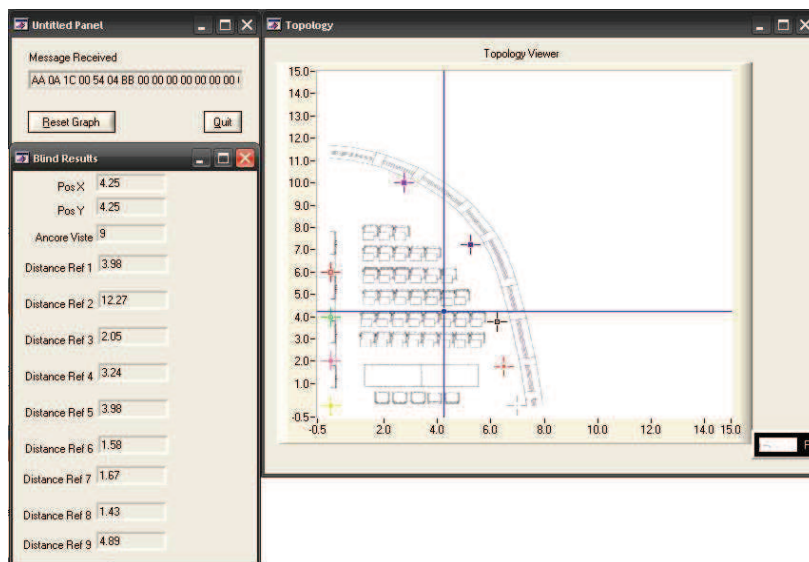 Untitled Panel
Message Received
AA 0A 1C 00 54 04 BB 00 00 00 00 00 00 00
Reset Graph
Quit
Blind Results
Pos X 4.25
Pos Y 4.25
Ancore Viste 9
Distance Ref 1 3.98
Distance Ref 2 12.27
Distance Ref 3 2.05
Distance Ref 4 3.24
Distance Ref 5 3.98
Distance Ref 6 1.58
Distance Ref 7 1.67
Distance Ref 8 1.43
Distance Ref 9 4.89
Topology
Topology Viewer
15.0
14.0
13.0
12.0
11.0
10.0
9.0
8.0
7.0
6.0
5.0
4.0
3.0
2.0
1.0
-0.5
-0.5 2.0 4.0 6.0 8.0 10.0 12.0 14.0 15.0